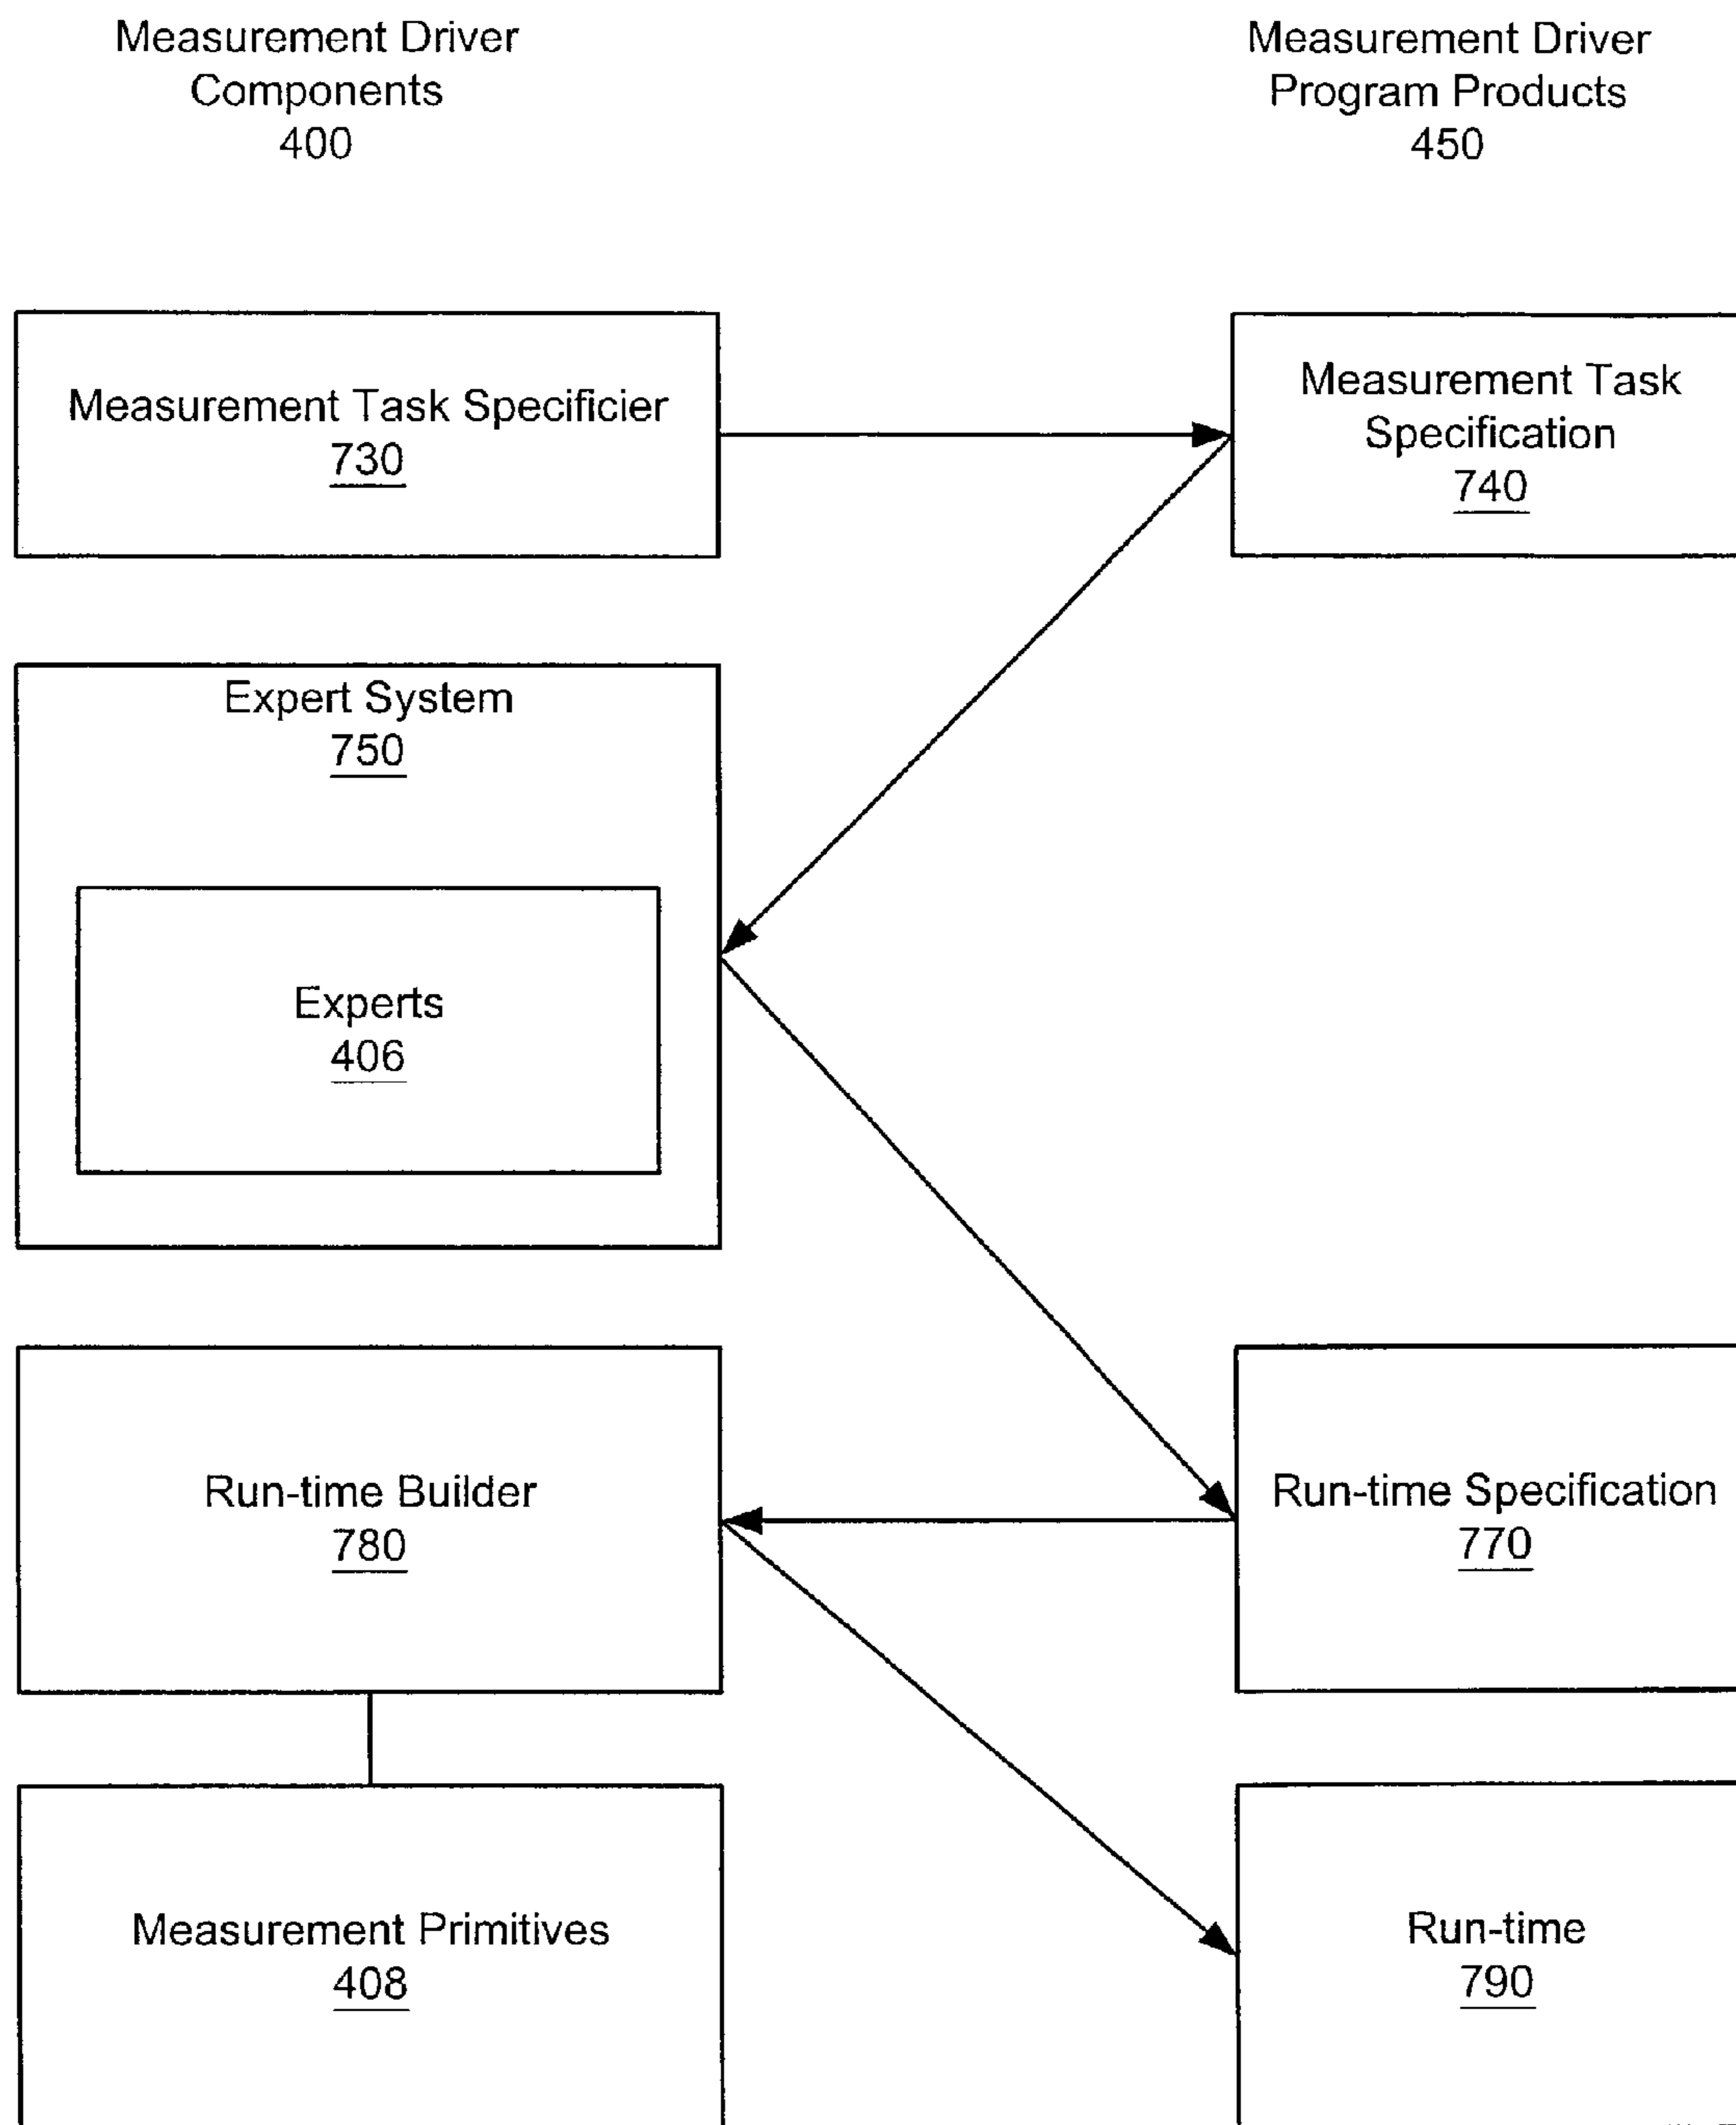 Measurement Driver
Components
400
Measurement Driver
Program Products
450
Measurement Task Specificier
730
Measurement Task
Specification
740
Expert System
750
Experts
406
Run-time Builder
780
Run-time Specification
770
Measurement Primitives
408
Run-time
790